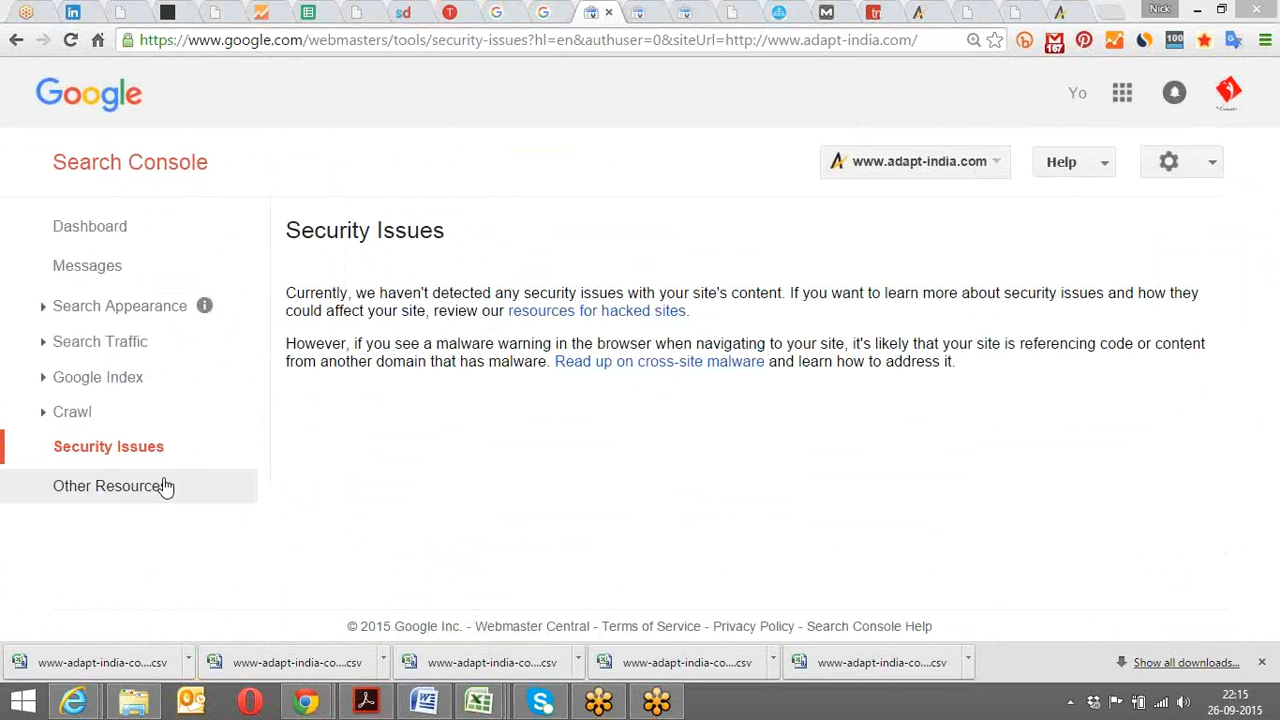 Nick
https://www.google.com/webmasters/tools/security-issues?hl=en&authuser=0&siteUrl=http://www.adapt-india.com/
167
100
Google
Yo
Search Console
www.adapt-india.com
Help
Dashboard
Messages
Search Appearance
Search Traffic
Google Index
Crawl
Security Issues
Other Resources
Security Issues
Currently, we haven't detected any security issues with your site's content. If you want to learn more about security issues and how they
could affect your site, review our resources for hacked sites.
However, if you see a malware warning in the browser when navigating to your site, it's likely that your site is referencing code or content
from another domain that has malware. Read up on cross-site malware and learn how to address it.
© 2015 Google Inc. - Webmaster Central - Terms of Service - Privacy Policy - Search Console Help
www-adapt-india-co....csv
www-adapt-india-co....csv
www-adapt-india-co....csv
www-adapt-india-co....csv
www-adapt-india-co....csv
Show all downloads...
22:15
26-09-2015